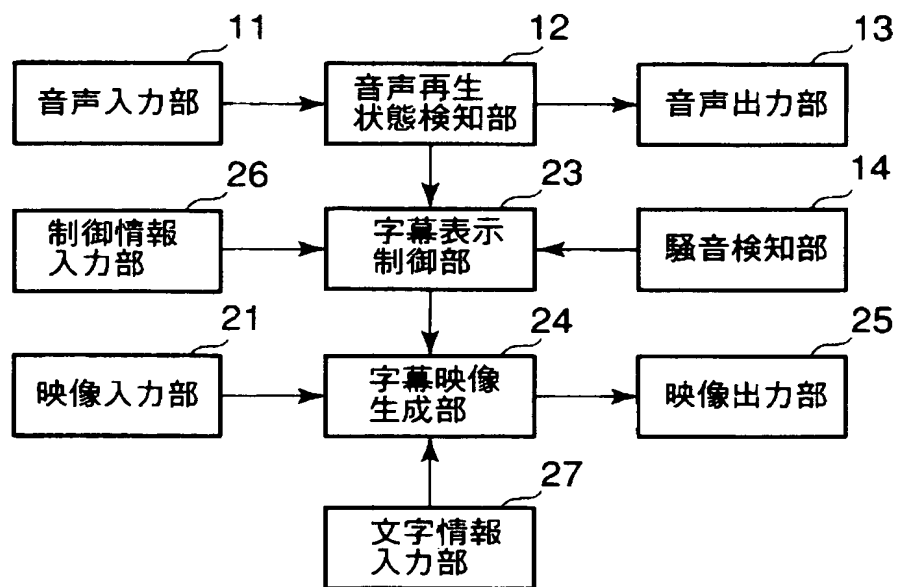 11
12
13
音声入力部
音声再生
状態検知部
音声出力部
26
23
14
制御情報
入力部
字幕表示
制御部
騒音検知部
21
24
25
映像入力部
字幕映像
生成部
映像出力部
27
文字情報
入力部